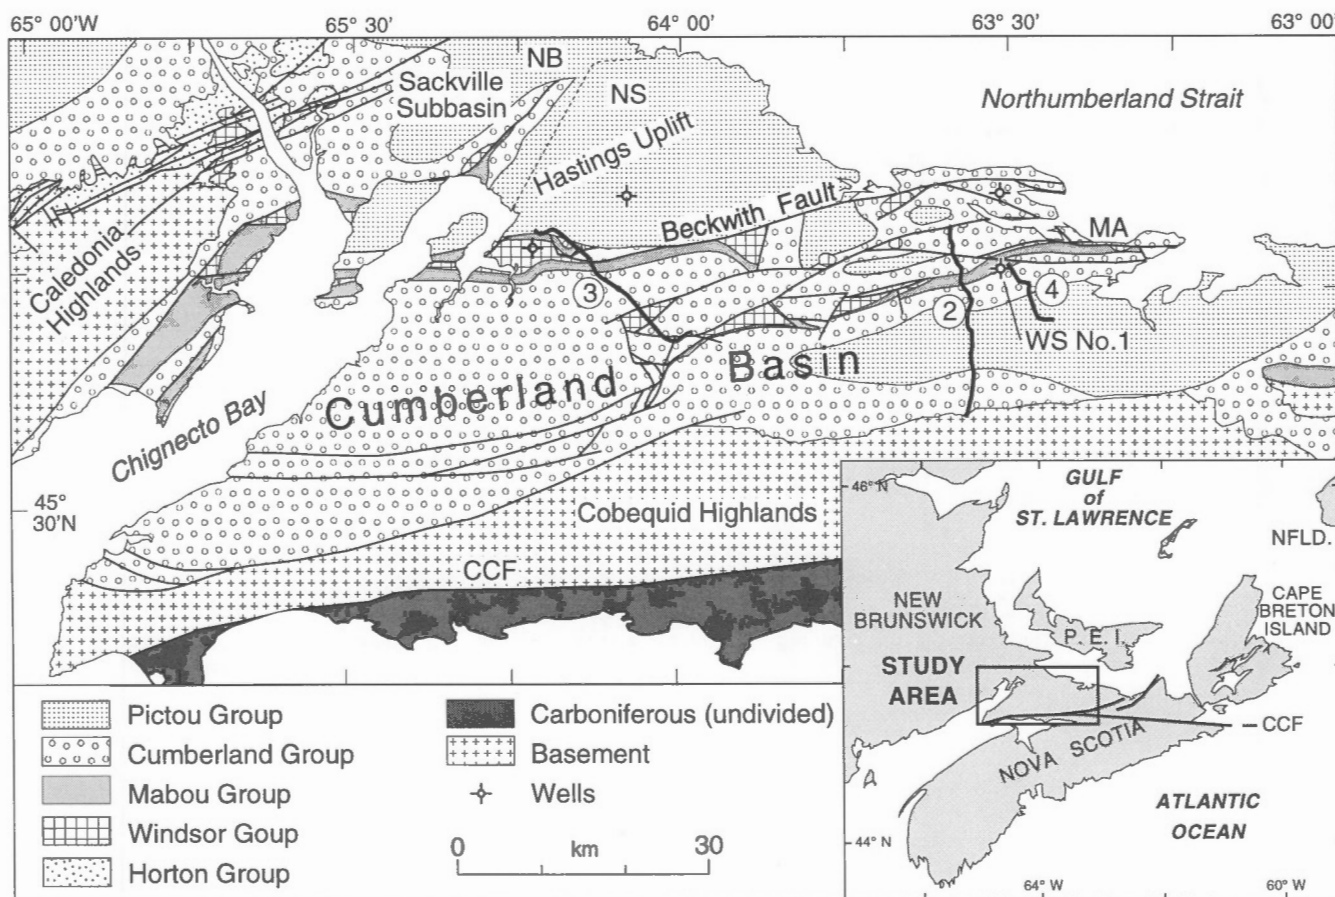 65° 00'W
65° 30'
64° 00'
63° 30'
63° 00'
NB
NS
Sackville
Subbasin
Northumberland Strait
Hastings Uplift
Beckwith Fault
MA
Caledonia
Highlands
3
2
4
WS No.1
Cumberland Basin
Chignecto Bay
45°
30'N
Cobequid Highlands
CCF
46° N
GULF
of
ST. LAWRENCE
NFLD.
NEW
BRUNSWICK
CAPE
BRETON
ISLAND
P. E. I.
STUDY
AREA
CCF
NOVA SCOTIA
ATLANTIC
OCEAN
44° N
64° W
60° W
Pictou Group
Cumberland Group
Mabou Group
Windsor Goup
Horton Group
Carboniferous (undivided)
Basement
Wells
0 km 30